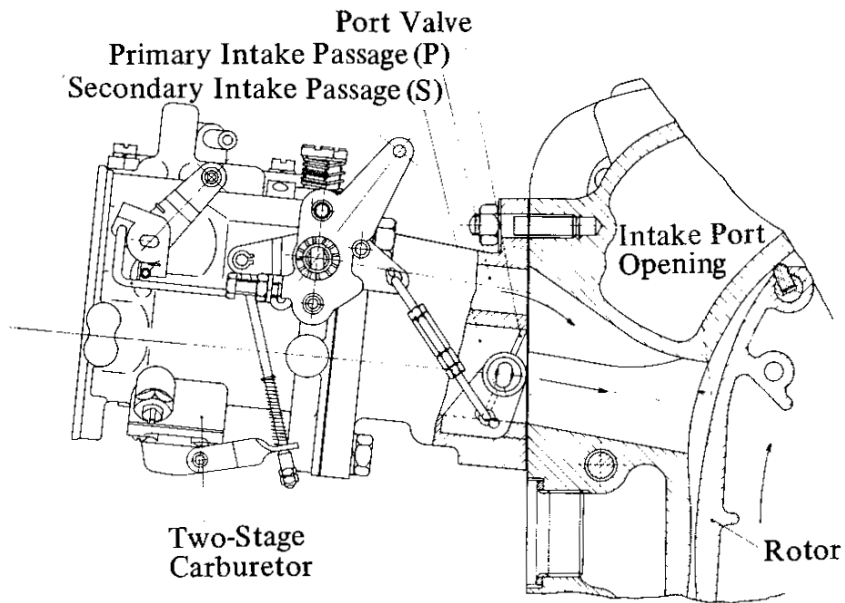 Port Valve
Primary Intake Passage (P)
Secondary Intake Passage (S)
Intake Port
Opening
Two-Stage
Carburetor
Rotor